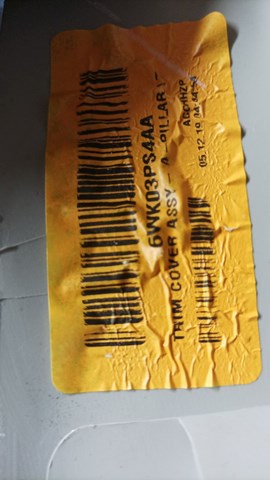 6WK03PS4AA
TRIM COVER ASSY - A PILLAR
05.12.19